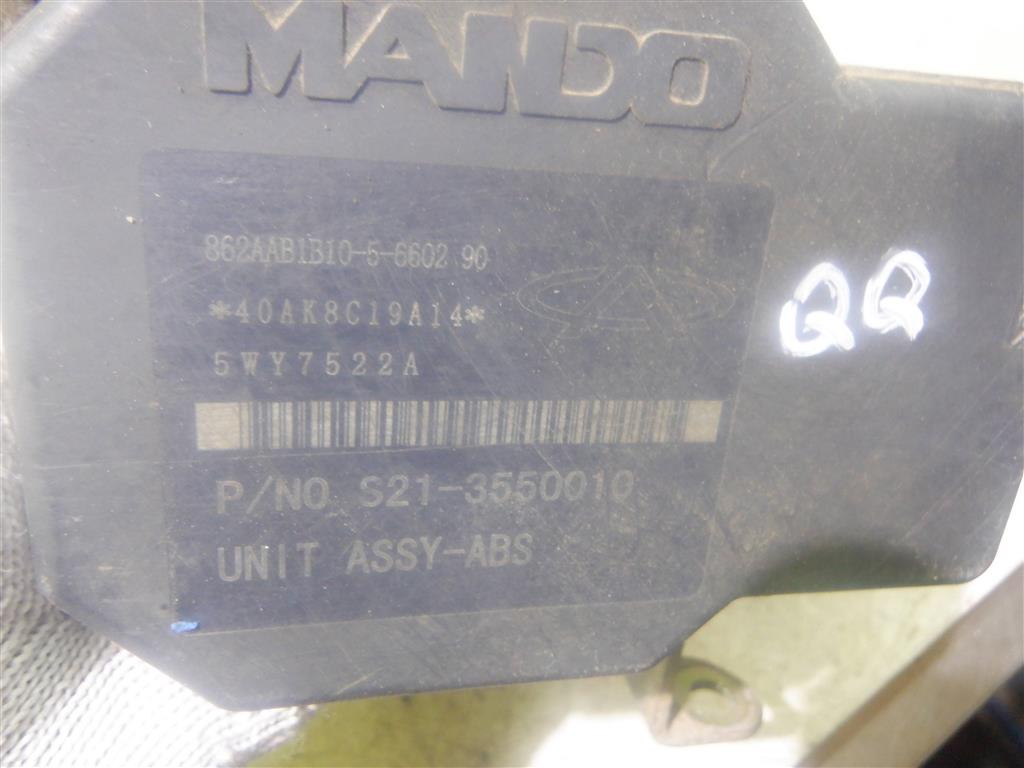 MANDO
862AAB1B10-5-6602 90
*40AK8C19A14*
5WY7522A
QQ
P/NO S21-3550010
UNIT ASSY-ABS